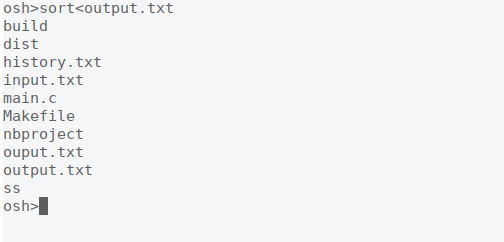 osh>sort<output.txt
build
dist
history.txt
input.txt
main.c
Makefile
nbproject
ouput.txt
output.txt
ss
osh>